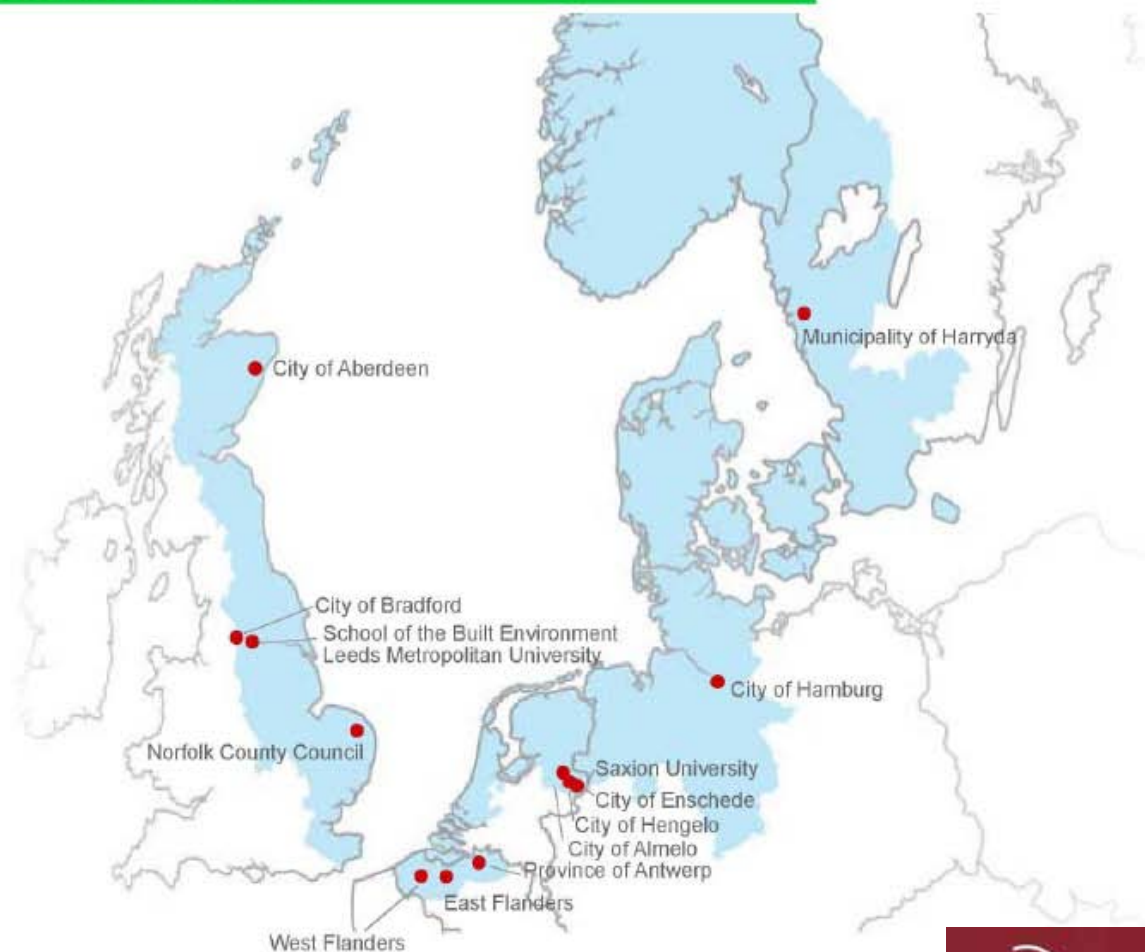 Municipality of Harryda
City of Aberdeen
City of Bradford
School of the Built Environment
Leeds Metropolitan University
City of Hamburg
Norfolk County Council
Saxion University
City of Enschede
City of Hengelo
City of Almelo
Province of Antwerp
East Flanders
West Flanders